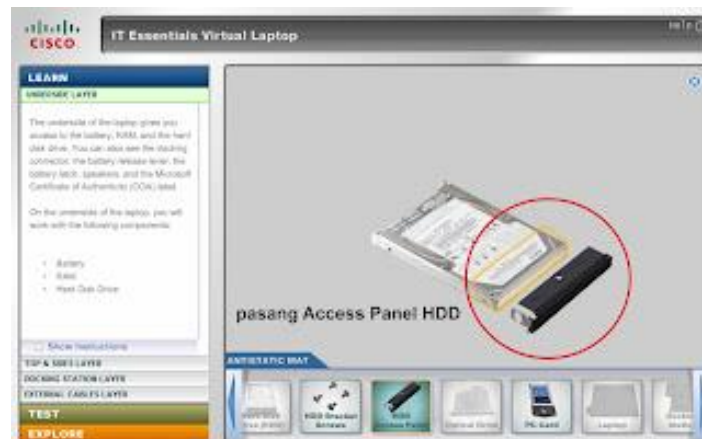 CISCO
IT Essentials Virtual Laptop
Help
LEARN
UNDERSIDE LAYER
The underside of the laptop gives you
access to the battery, RAM, and the hard
disk drive. You can also see the docking
connector, the battery release lever, the
battery latch, speakers, and the Microsoft
Certificate of Authenticity (COA) label.
On the underside of the laptop, you will
work with the following components:
Battery
RAM
Hard Disk Drive
Show Instructions
TOP & SIDES LAYER
DOCKING STATION LAYER
EXTERNAL CABLES LAYER
TEST
EXPLORE
pasang Access Panel HDD
ANTISTATIC MAT
HDD Bracket
Screws
HDD
Access Panel
Optical Drive
PC Card
Laptop